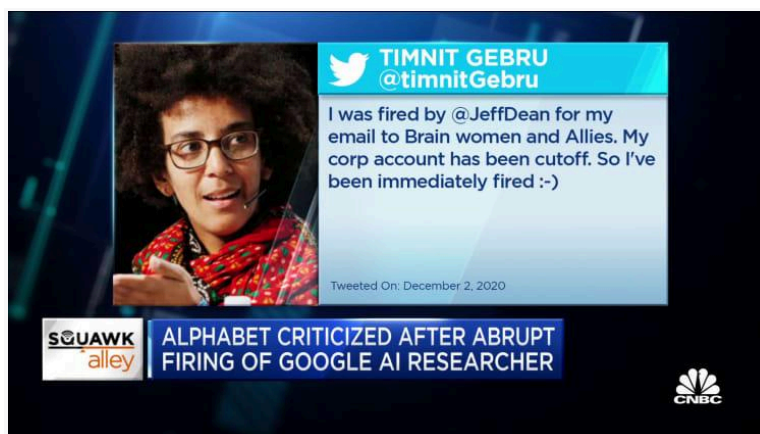 TIMNIT GEBRU
@timnitGebru
I was fired by @JeffDean for my
email to Brain women and Allies. My
corp account has been cutoff. So I've
been immediately fired :-)
Tweeted On: December 2, 2020
SQUAWK
alley
ALPHABET CRITICIZED AFTER ABRUPT
FIRING OF GOOGLE AI RESEARCHER
CNBC